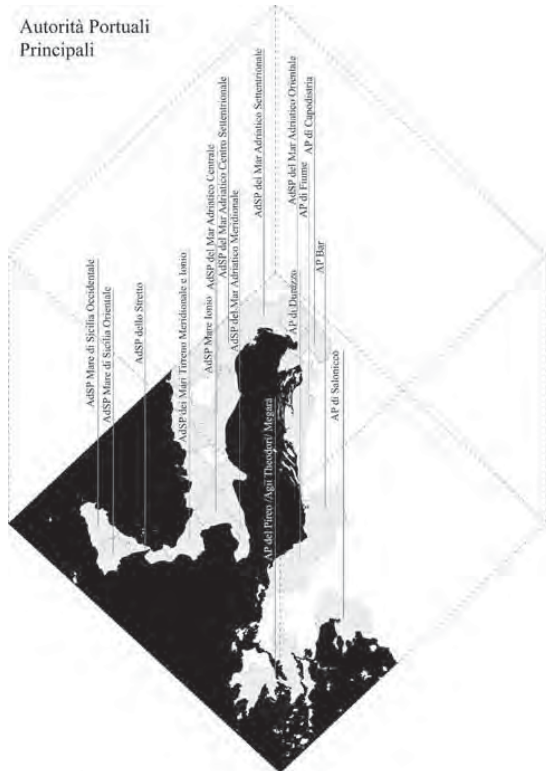 Autorità Portuali
Principali
AdSP Mare di Sicilia Occidentale
AdSP Mare di Sicilia Orientale
AdSP dello Stretto
AdSP dei Mari Tirreno Meridionale e Ionio
AdSP Mare Ionio
AdSP del Mar Adriatico Centrale
AdSP del Mar Adriatico Centro Settentrionale
AdSP del Mar Adriatico Meridionale
AdSP del Mar Adriatico Settentrionale
AP del Pireo /Agii Theodori/ Megara
AP di Durazzo
AdSP del Mar Adriatico Orientale
AP di Fiume
AP di Capodistria
AP Bar
AP di Salonicco